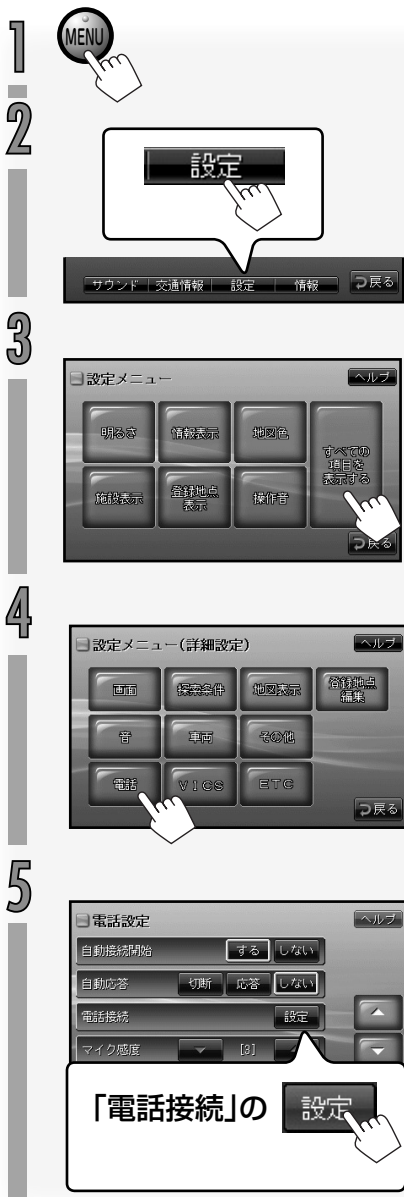 1
MENU
2
設定
サウンド 交通情報 設定 情報 戻る
3
設定メニュー ヘルプ
明るさ 情報表示 地図色 すべての
項目を
表示する
施設表示 登録地点
表示 操作音
戻る
4
設定メニュー(詳細設定) ヘルプ
画面 探索条件 地図表示 登録地点
編集
音 車両 その他
電話 VICS ETC
戻る
5
電話設定 ヘルプ
自動接続開始 する しない
自動応答 切断 応答 しない
電話接続 設定
マイク感度 [3]
「電話接続」の 設定